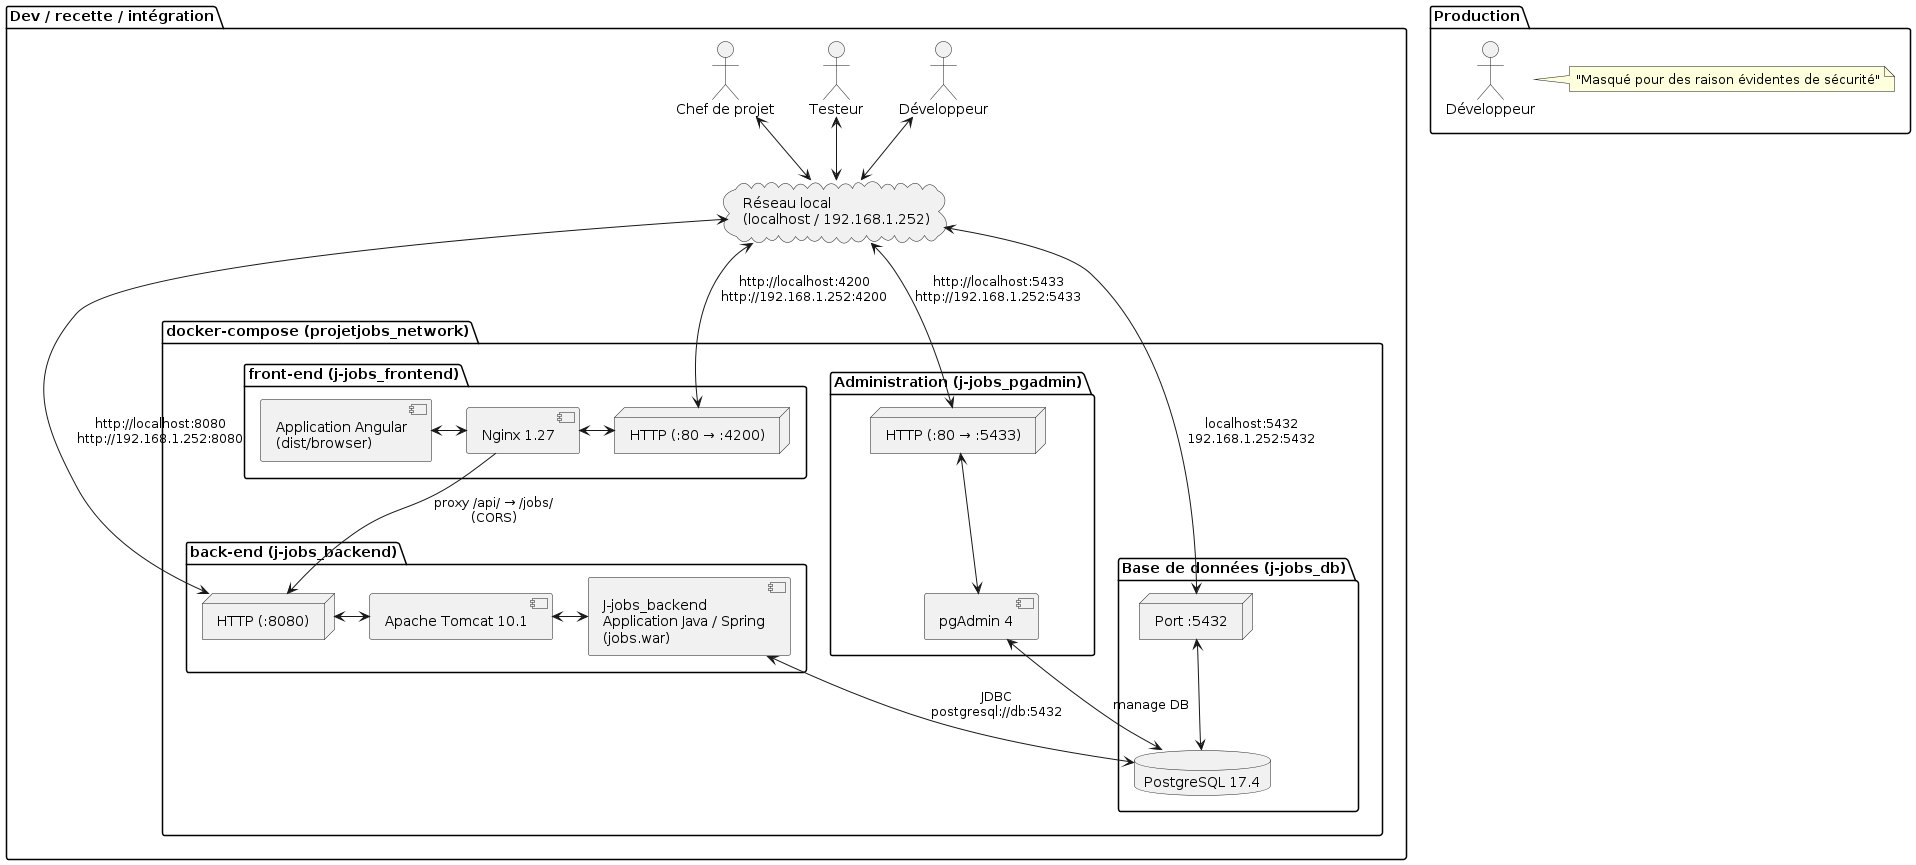 Dev / recette / intégration
Production
Chef de projet
Testeur
Développeur
Développeur
"Masqué pour des raison évidentes de sécurité"
Réseau local
(localhost / 192.168.1.252)
http://localhost:4200
http://192.168.1.252:4200
http://localhost:5433
http://192.168.1.252:5433
http://localhost:8080
http://192.168.1.252:8080
localhost:5432
192.168.1.252:5432
docker-compose (projetjobs_network)
front-end (j-jobs_frontend)
Application Angular
(dist/browser)
Nginx 1.27
HTTP (:80 → :4200)
Administration (j-jobs_pgadmin)
HTTP (:80 → :5433)
pgAdmin 4
proxy /api/ → /jobs/
(CORS)
back-end (j-jobs_backend)
HTTP (:8080)
Apache Tomcat 10.1
J-jobs_backend
Application Java / Spring
(jobs.war)
Base de données (j-jobs_db)
Port :5432
JDBC
postgresql://db:5432
manage DB
PostgreSQL 17.4